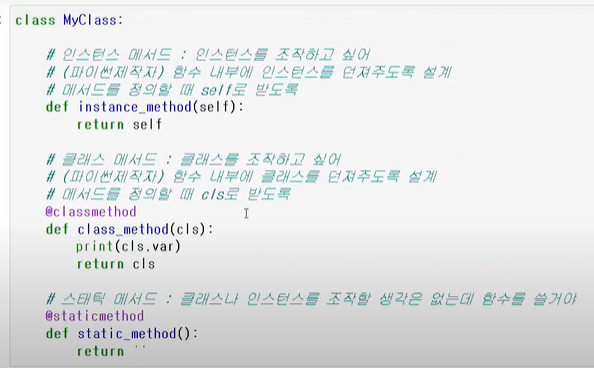 class MyClass:
# 인스턴스 메서드 : 인스턴스를 조작하고 싶어
# (파이썬제작자) 함수 내부에 인스턴스를 던져주도록 설계
# 메서드를 정의할 때 self로 받도록
def instance_method(self):
return self
# 클래스 메서드 : 클래스를 조작하고 싶어
# (파이썬제작자) 함수 내부에 클래스를 던져주도록 설계
# 메서드를 정의할 때 cls로 받도록
@classmethod
def class_method(cls):
print(cls.var)
return cls
# 스태틱 메서드 : 클래스나 인스턴스를 조작할 생각은 없는데 함수를 쓸거야
@staticmethod
def static_method():
return ''